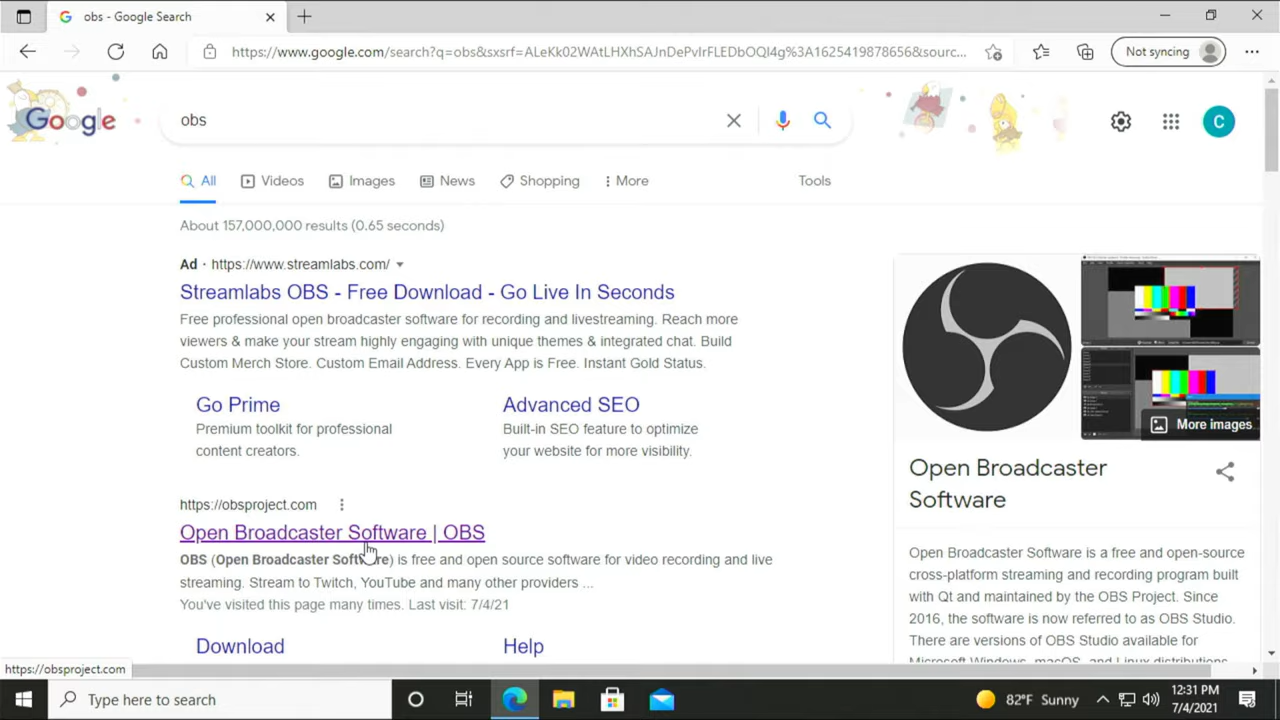 obs - Google Search
https://www.google.com/search?q=obs&sxsrf=ALeKk02WAtLHXhSAJnDePvIrFLEDbOQI4g%3A1625419878656&sourc...
Not syncing
Google
obs
C
All
Videos
Images
News
Shopping
More
Tools
About 157,000,000 results (0.65 seconds)
Ad · https://www.streamlabs.com/
Streamlabs OBS - Free Download - Go Live In Seconds
Free professional open broadcaster software for recording and livestreaming. Reach more
viewers & make your stream highly engaging with unique themes & integrated chat. Build
Custom Merch Store. Custom Email Address. Every App is Free. Instant Gold Status.
Go Prime
Premium toolkit for professional
content creators.
Advanced SEO
Built-in SEO feature to optimize
your website for more visibility.
https://obsproject.com
Open Broadcaster Software | OBS
OBS (Open Broadcaster Software) is free and open source software for video recording and live
streaming. Stream to Twitch, YouTube and many other providers ...
You've visited this page many times. Last visit: 7/4/21
Download
Help
More images
Open Broadcaster
Software
Open Broadcaster Software is a free and open-source
cross-platform streaming and recording program built
with Qt and maintained by the OBS Project. Since
2016, the software is now referred to as OBS Studio.
There are versions of OBS Studio available for
Microsoft Windows, macOS, and Linux distributions
https://obsproject.com
Type here to search
82°F Sunny
12:31 PM
7/4/2021